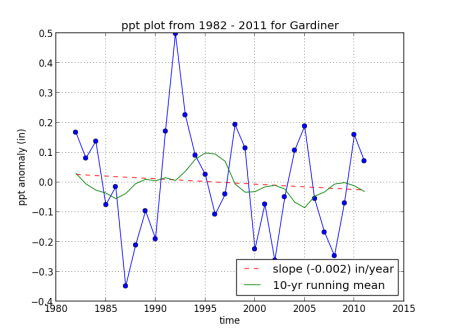 ppt plot from 1982 - 2011 for Gardiner
0.5
0.4
0.3
0.2
0.1
0.0
−0.1
−0.2
−0.3
−0.4
ppt anomaly (in)
slope (-0.002) in/year
10-yr running mean
1980 1985 1990 1995 2000 2005 2010 2015
time